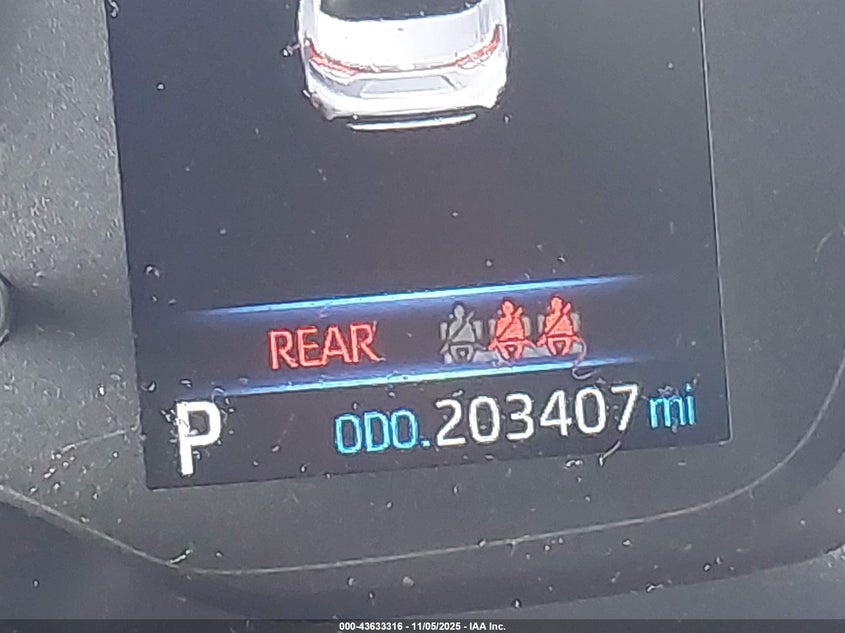 REAR
P ODO.203407 mi
000-43633316 - 11/05/2025 - IAA Inc.